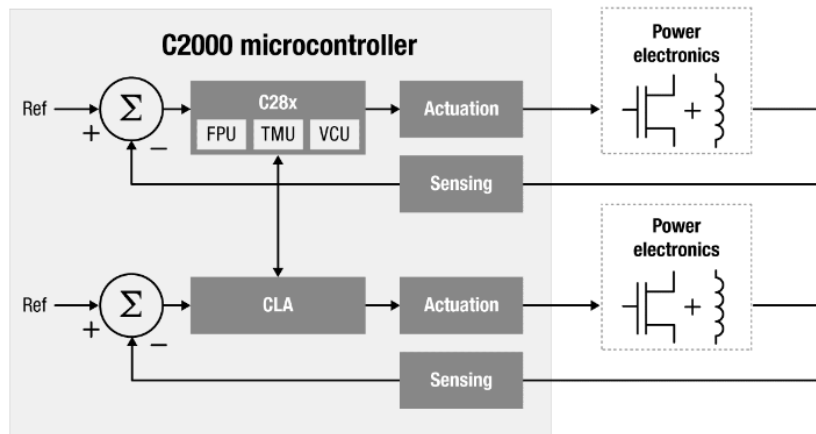 C2000 microcontroller
Power
electronics
Ref
+
−
Σ
C28x
FPU TMU VCU
Actuation
+
Sensing
Power
electronics
Ref
+
−
Σ
CLA
Actuation
+
Sensing